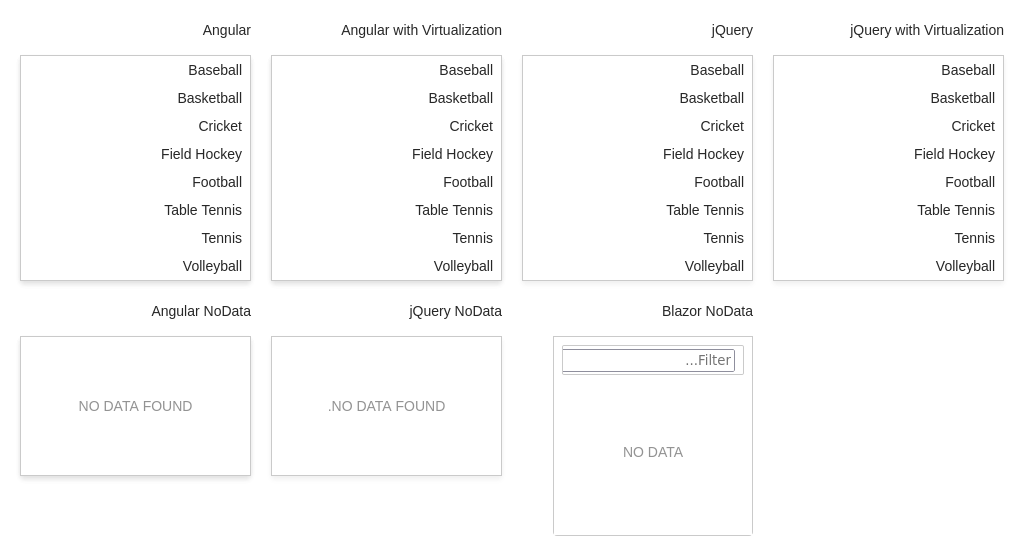 Angular
Baseball
Basketball
Cricket
Field Hockey
Football
Table Tennis
Tennis
Volleyball
Angular with Virtualization
Baseball
Basketball
Cricket
Field Hockey
Football
Table Tennis
Tennis
Volleyball
jQuery
Baseball
Basketball
Cricket
Field Hockey
Football
Table Tennis
Tennis
Volleyball
jQuery with Virtualization
Baseball
Basketball
Cricket
Field Hockey
Football
Table Tennis
Tennis
Volleyball
Angular NoData
NO DATA FOUND
jQuery NoData
.NO DATA FOUND
Blazor NoData
...Filter
NO DATA